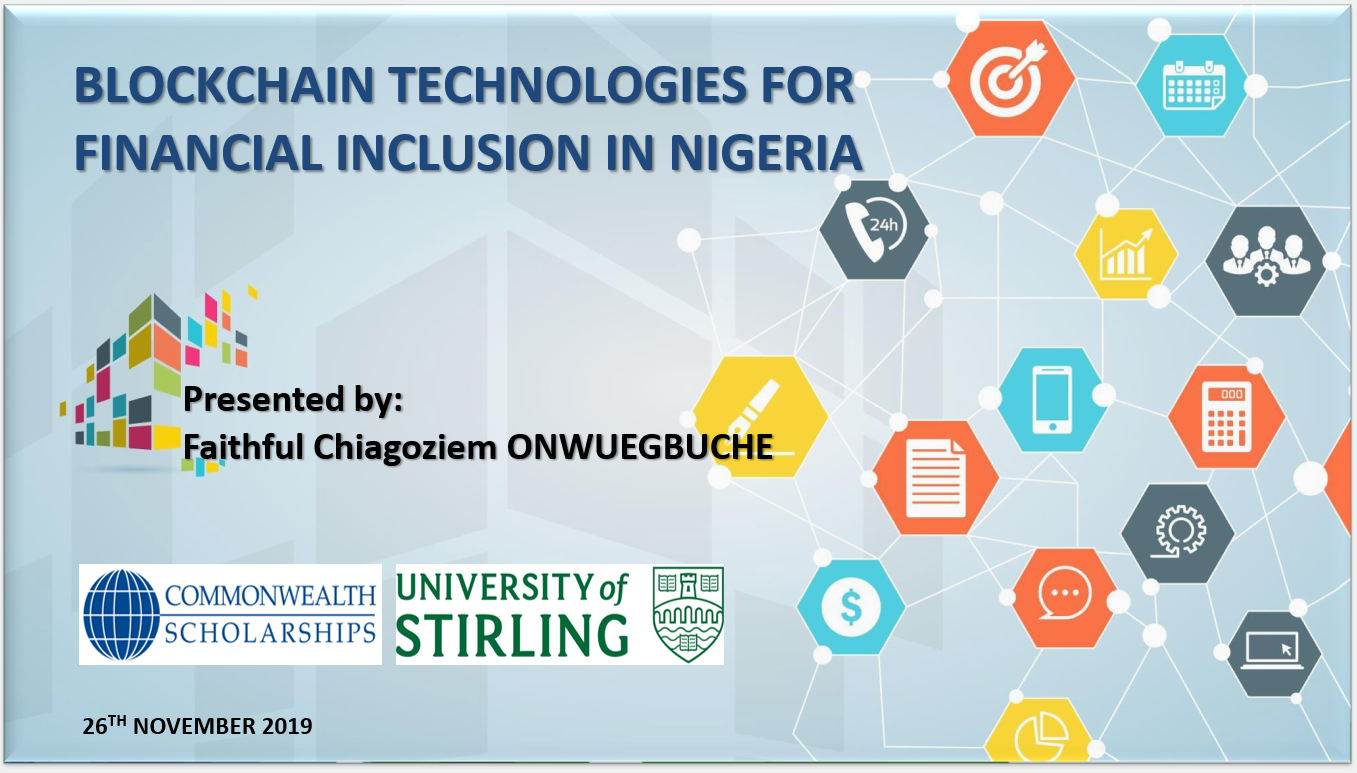 BLOCKCHAIN TECHNOLOGIES FOR
FINANCIAL INCLUSION IN NIGERIA
24h
000
Presented by:
Faithful Chiagoziem ONWUEGBUCHE
$
COMMONWEALTH
SCHOLARSHIPS
UNIVERSITY of
STIRLING
26TH NOVEMBER 2019